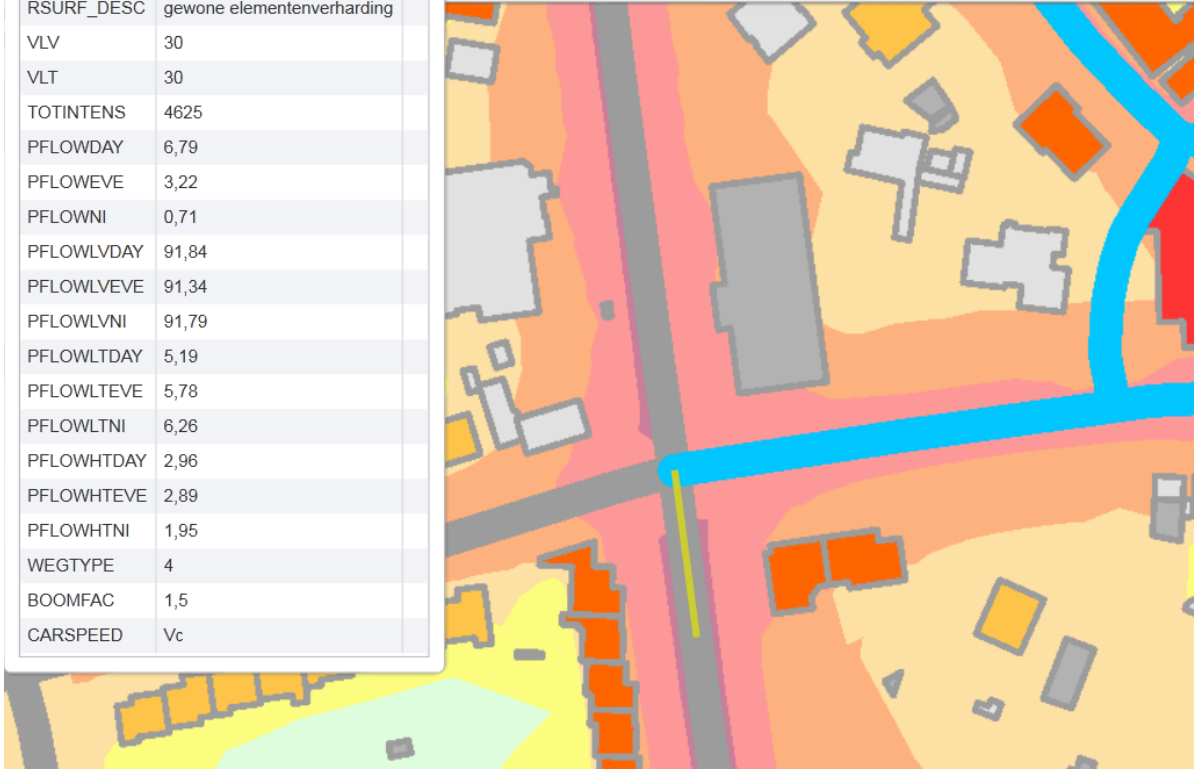 RSURF_DESC gewone elementenverharding
VLV 30
VLT 30
TOTINTENS 4625
PFLOWDAY 6,79
PFLOWEVE 3,22
PFLOWNI 0,71
PFLOWLVDAY 91,84
PFLOWLVEVE 91,34
PFLOWLVNI 91,79
PFLOWLTDAY 5,19
PFLOWLTEVE 5,78
PFLOWLTNI 6,26
PFLOWHTDAY 2,96
PFLOWHTEVE 2,89
PFLOWHTNI 1,95
WEGTYPE 4
BOOMFAC 1,5
CARSPEED Vc